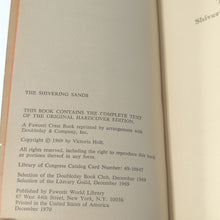 THE SHIVERING SANDS
THIS BOOK CONTAINS THE COMPLETE TEXT
OF THE ORIGINAL HARDCOVER EDITION.
A Fawcett Crest Book reprinted by arrangement with
Doubleday & Company, Inc.
Copyright © 1969 by Victoria Holt
All rights reserved, including the right to reproduce this book
or portions thereof in any form.
Library of Congress Catalog Card Number: 69-10947
Selection of the Doubleday Book Club, December 1969
Selection of the Literary Guild, December 1969
Published by Fawcett World Library
67 West 44th Street, New York, N.Y. 10036
Printed in the United States of America
December 1970
Shiver